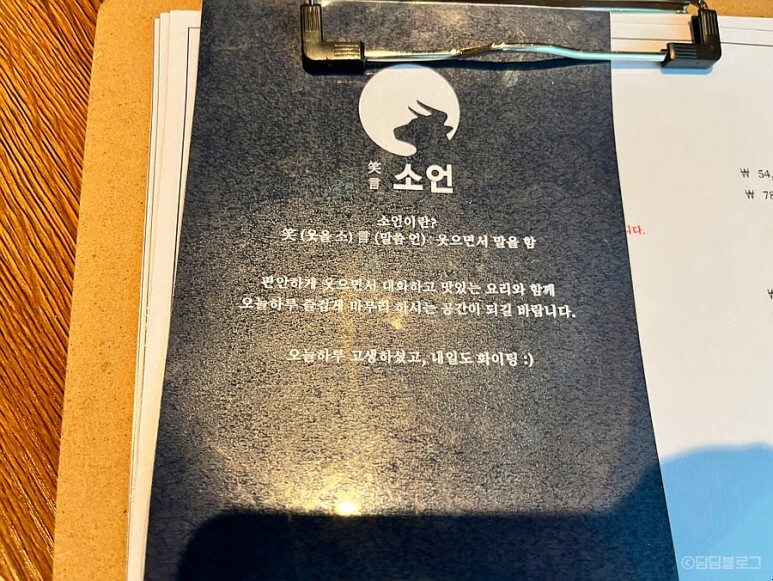 笑
言
소언
소언이란?
笑 (웃을 소) 言 (말씀 언) : 웃으면서 말을 함
편안하게 웃으면서 대화하고 맛있는 요리와 함께
오늘하루 즐겁게 마무리 하시는 공간이 되길 바랍니다.
오늘하루 고생하셨고, 내일도 화이팅 :)
₩ 54,
₩ 78
니다.
₩
©딤딤블로그